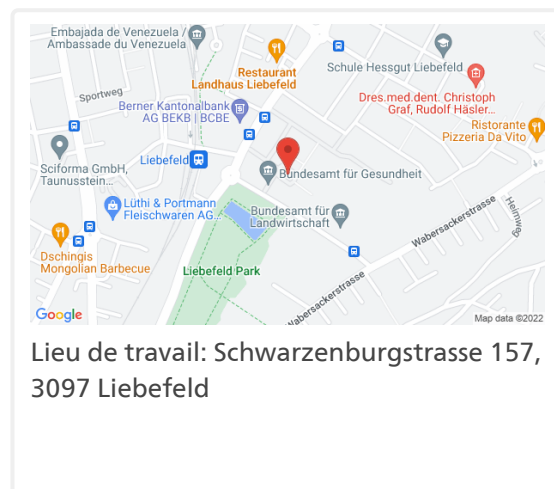 Embajada de Venezuela /
Ambassade du Venezuela
Restaurant
Landhaus Liebefeld
Schule Hessgut Liebefeld
Sportweg
Dres.med.dent. Christoph
Graf, Rudolf Häsler...
Berner Kantonalbank
AG BEKB | BCBE
Ristorante
Pizzeria Da Vito
Liebefeld
Sciforma GmbH,
Taunusstein...
Bundesamt für Gesundheit
Lüthi & Portmann
Fleischwaren AG...
Bundesamt für
Landwirtschaft
Wabersackerstrasse
Heimweg
Dschingis
Mongolian Barbecue
Liebefeld Park
Wabersackerstrasse
Google
Map data ©2022
Lieu de travail: Schwarzenburgstrasse 157,
3097 Liebefeld